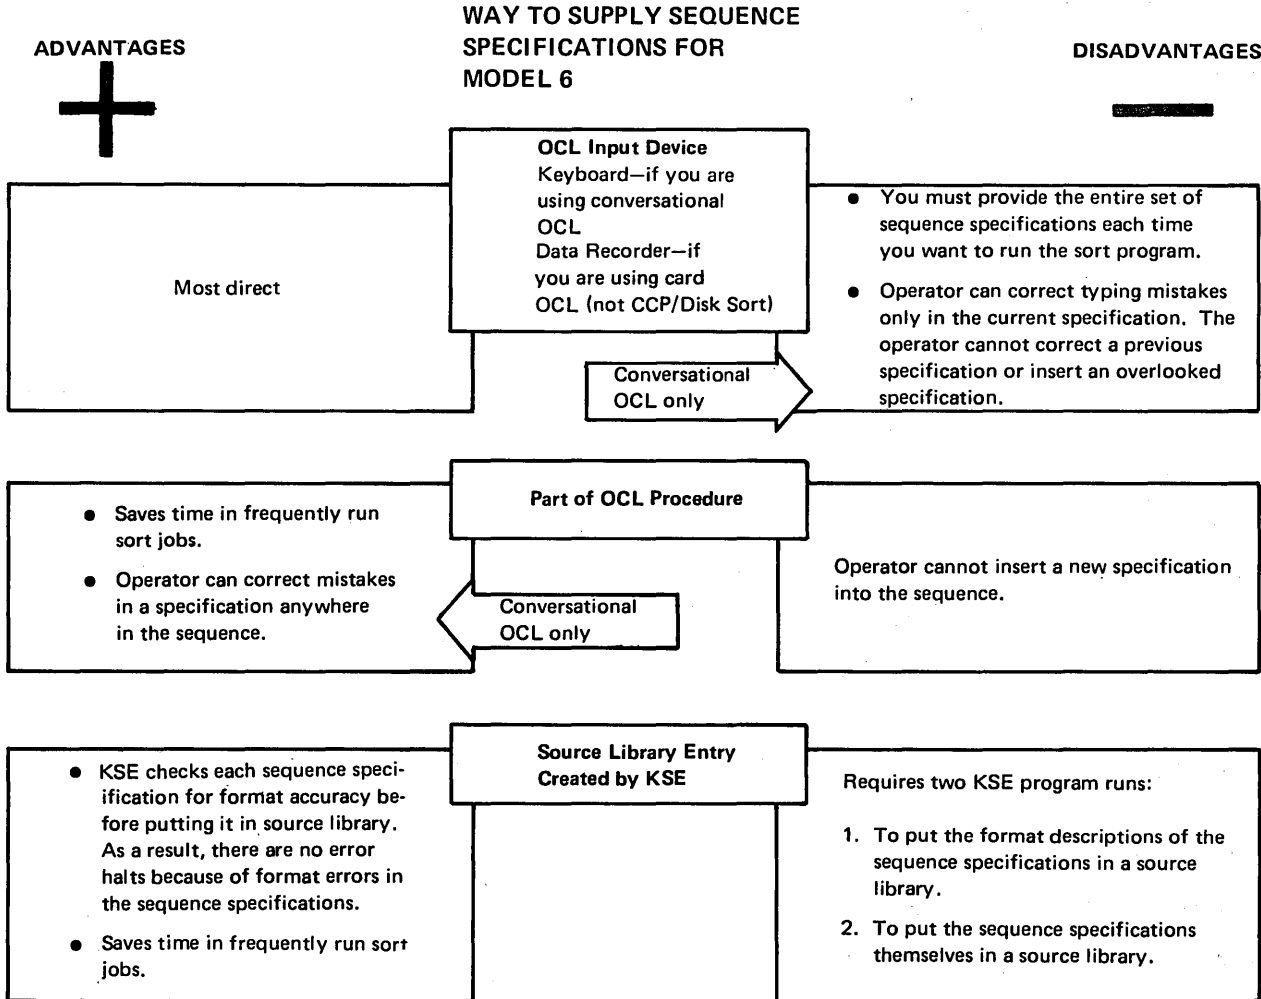 WAY TO SUPPLY SEQUENCE
SPECIFICATIONS FOR
MODEL 6
ADVANTAGES
DISADVANTAGES
OCL Input Device
Keyboard—if you are
using conversational
OCL
Data Recorder—if
you are using card
OCL (not CCP/Disk Sort)
Most direct
● You must provide the entire set of
sequence specifications each time
you want to run the sort program.
● Operator can correct typing mistakes
only in the current specification. The
operator cannot correct a previous
specification or insert an overlooked
specification.
Conversational
OCL only
Part of OCL Procedure
● Saves time in frequently run
sort jobs.
● Operator can correct mistakes
in a specification anywhere
in the sequence.
Conversational
OCL only
Operator cannot insert a new specification
into the sequence.
Source Library Entry
Created by KSE
● KSE checks each sequence speci-
ification for format accuracy be-
fore putting it in source library.
As a result, there are no error
halts because of format errors in
the sequence specifications.
● Saves time in frequently run sort
jobs.
Requires two KSE program runs:
1. To put the format descriptions of the
sequence specifications in a source
library.
2. To put the sequence specifications
themselves in a source library.